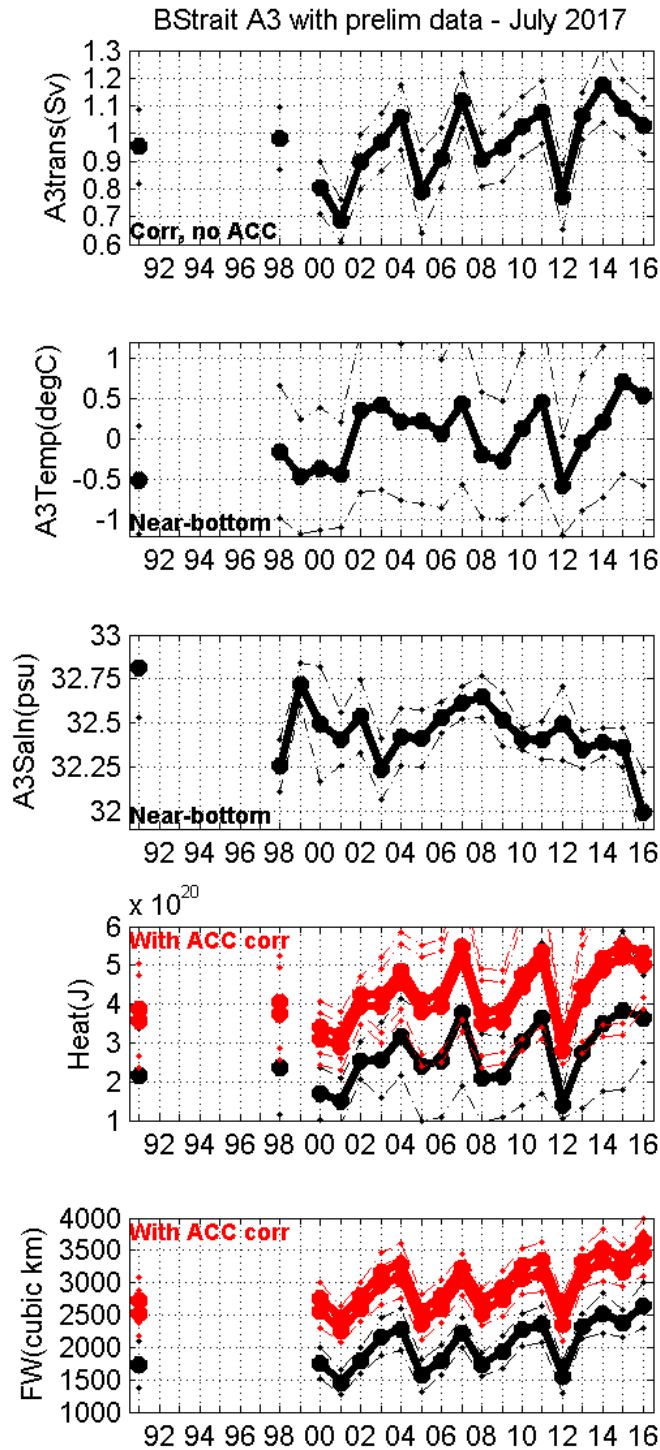 BStrait A3 with prelim data - July 2017
A3trans(Sv)
1.3
1.2
1.1
1
0.9
0.8
0.7
0.6
Corr, no ACC
92 94 96 98 00 02 04 06 08 10 12 14 16
A3Temp(degC)
1
0.5
0
-0.5
-1
Near-bottom
92 94 96 98 00 02 04 06 08 10 12 14 16
A3Saln(psu)
33
32.75
32.5
32.25
32
Near-bottom
92 94 96 98 00 02 04 06 08 10 12 14 16
x 10^20
Heat(J)
6
5
4
3
2
1
With ACC corr
92 94 96 98 00 02 04 06 08 10 12 14 16
FW(cubic km)
4000
3500
3000
2500
2000
1500
1000
With ACC corr
92 94 96 98 00 02 04 06 08 10 12 14 16